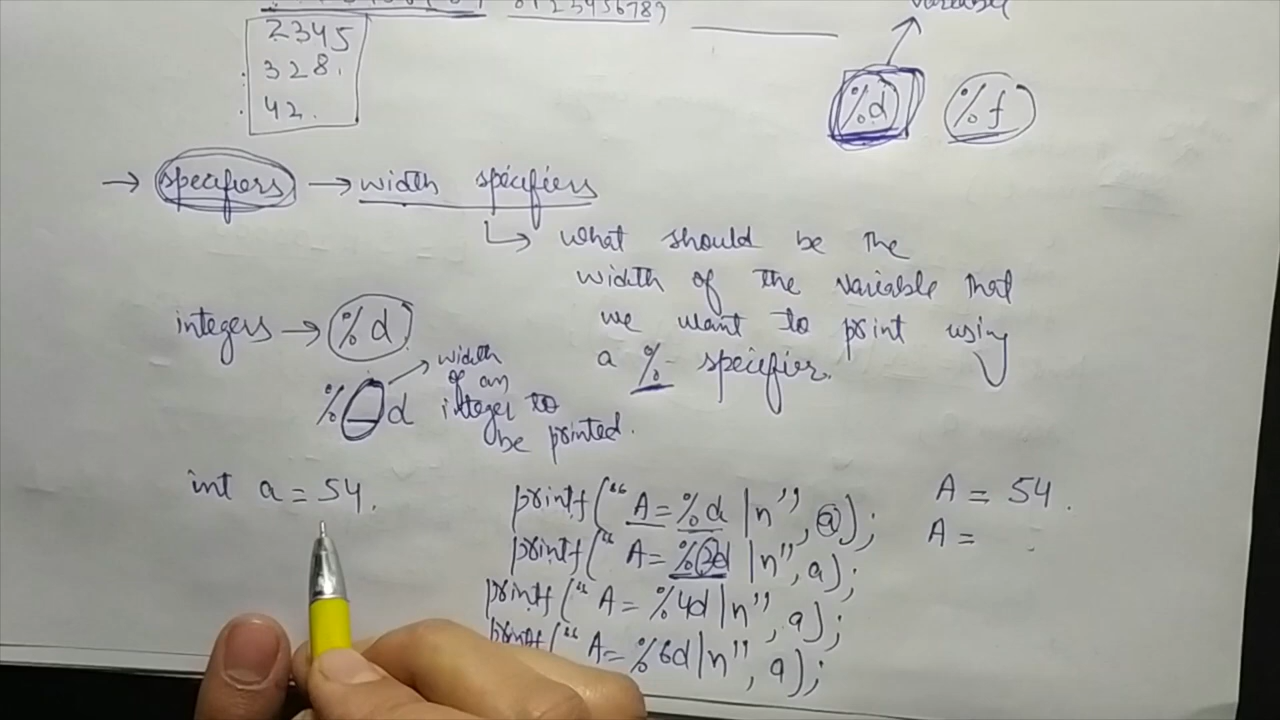 0123456789
variable
2345
328.
42.
%d %f
→ specifiers → width specifiers
what should be the
width of the variable that
we want to print using
a % specifier.
integers → %d
%_d
width
of an
integer to
be printed.
int a = 54.
printf("A = %d |n", a);
printf("A = %2d |n", a);
printf("A = %4d |n", a);
printf("A = %6d |n", a);
A = 54.
A =